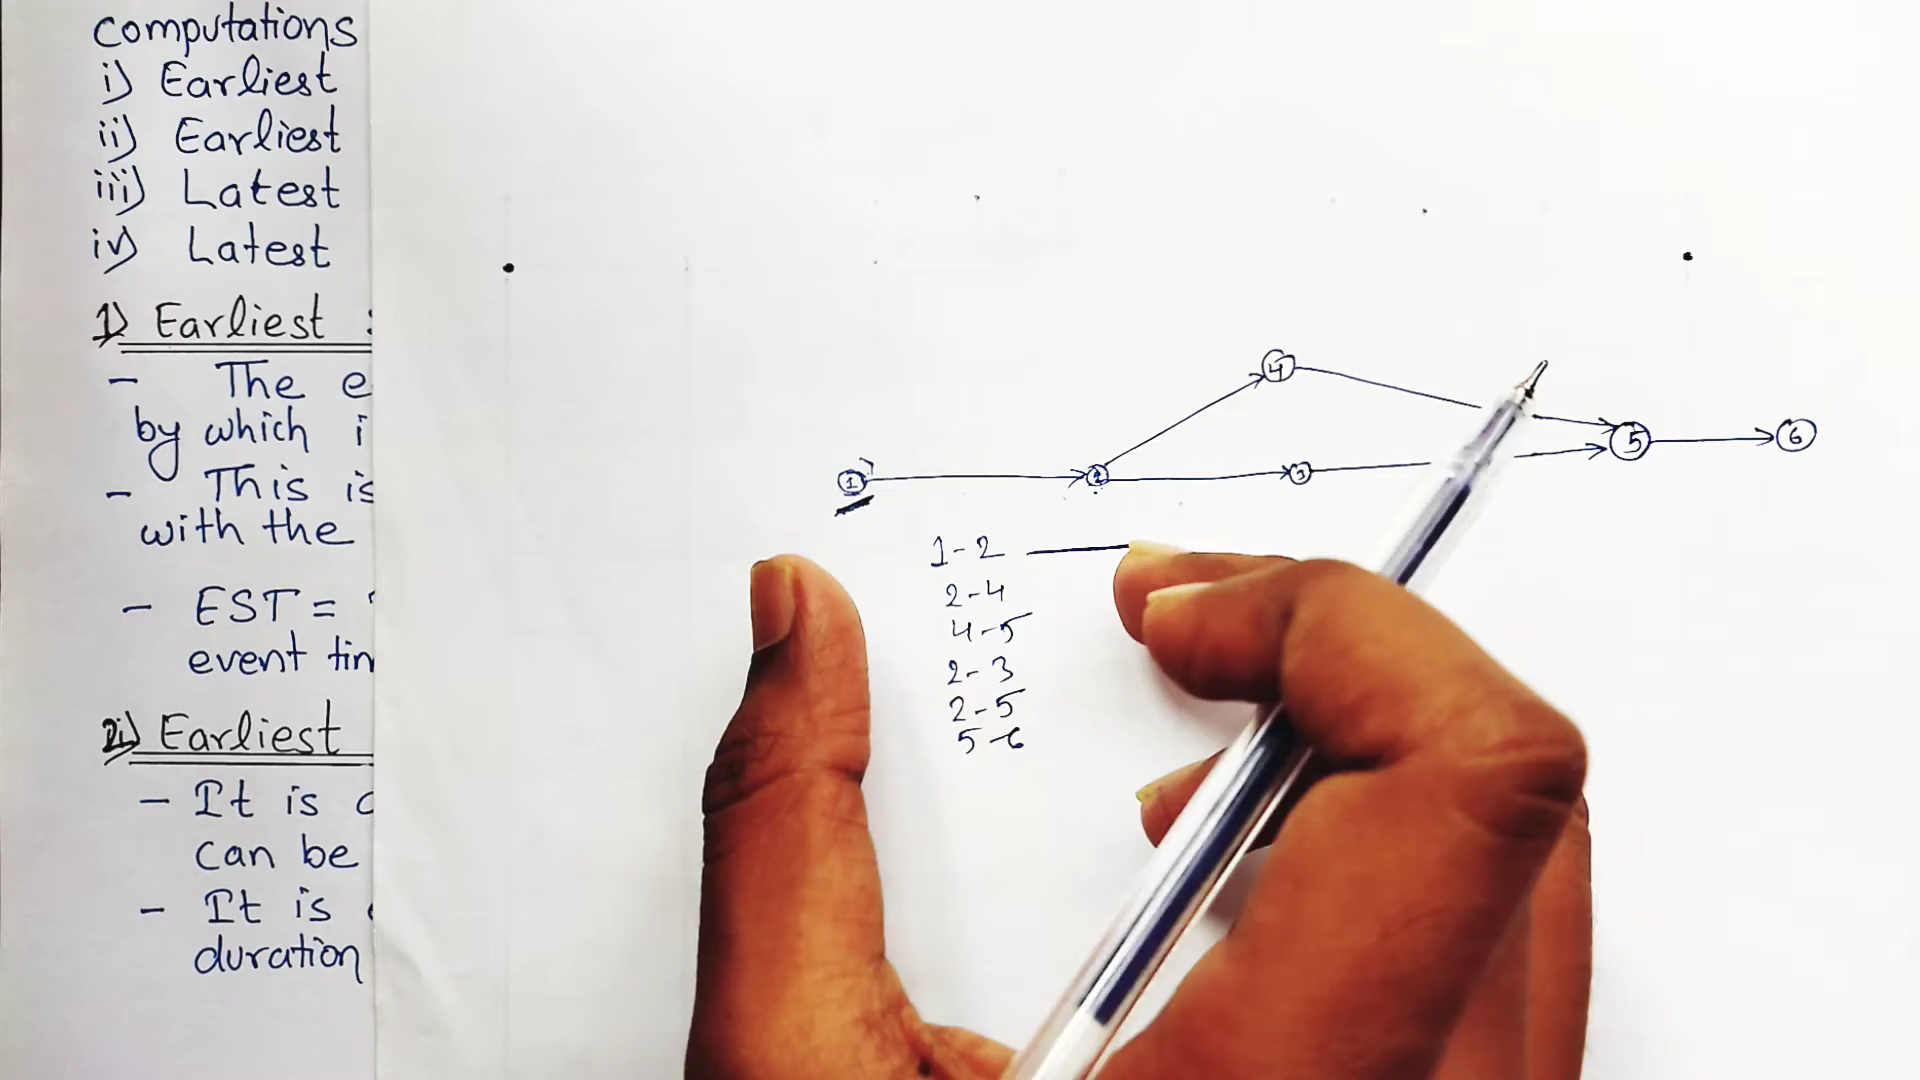 computations
i) Earliest
ii) Earliest
iii) Latest
iv) Latest
1) Earliest :
- The e
by which i
- This is
with the
- EST =
event tim
2) Earliest
- It is c
can be
- It is
duration
4
5
6
1
2
3
1-2
2-4
4-5
2-3
2-5
5-6